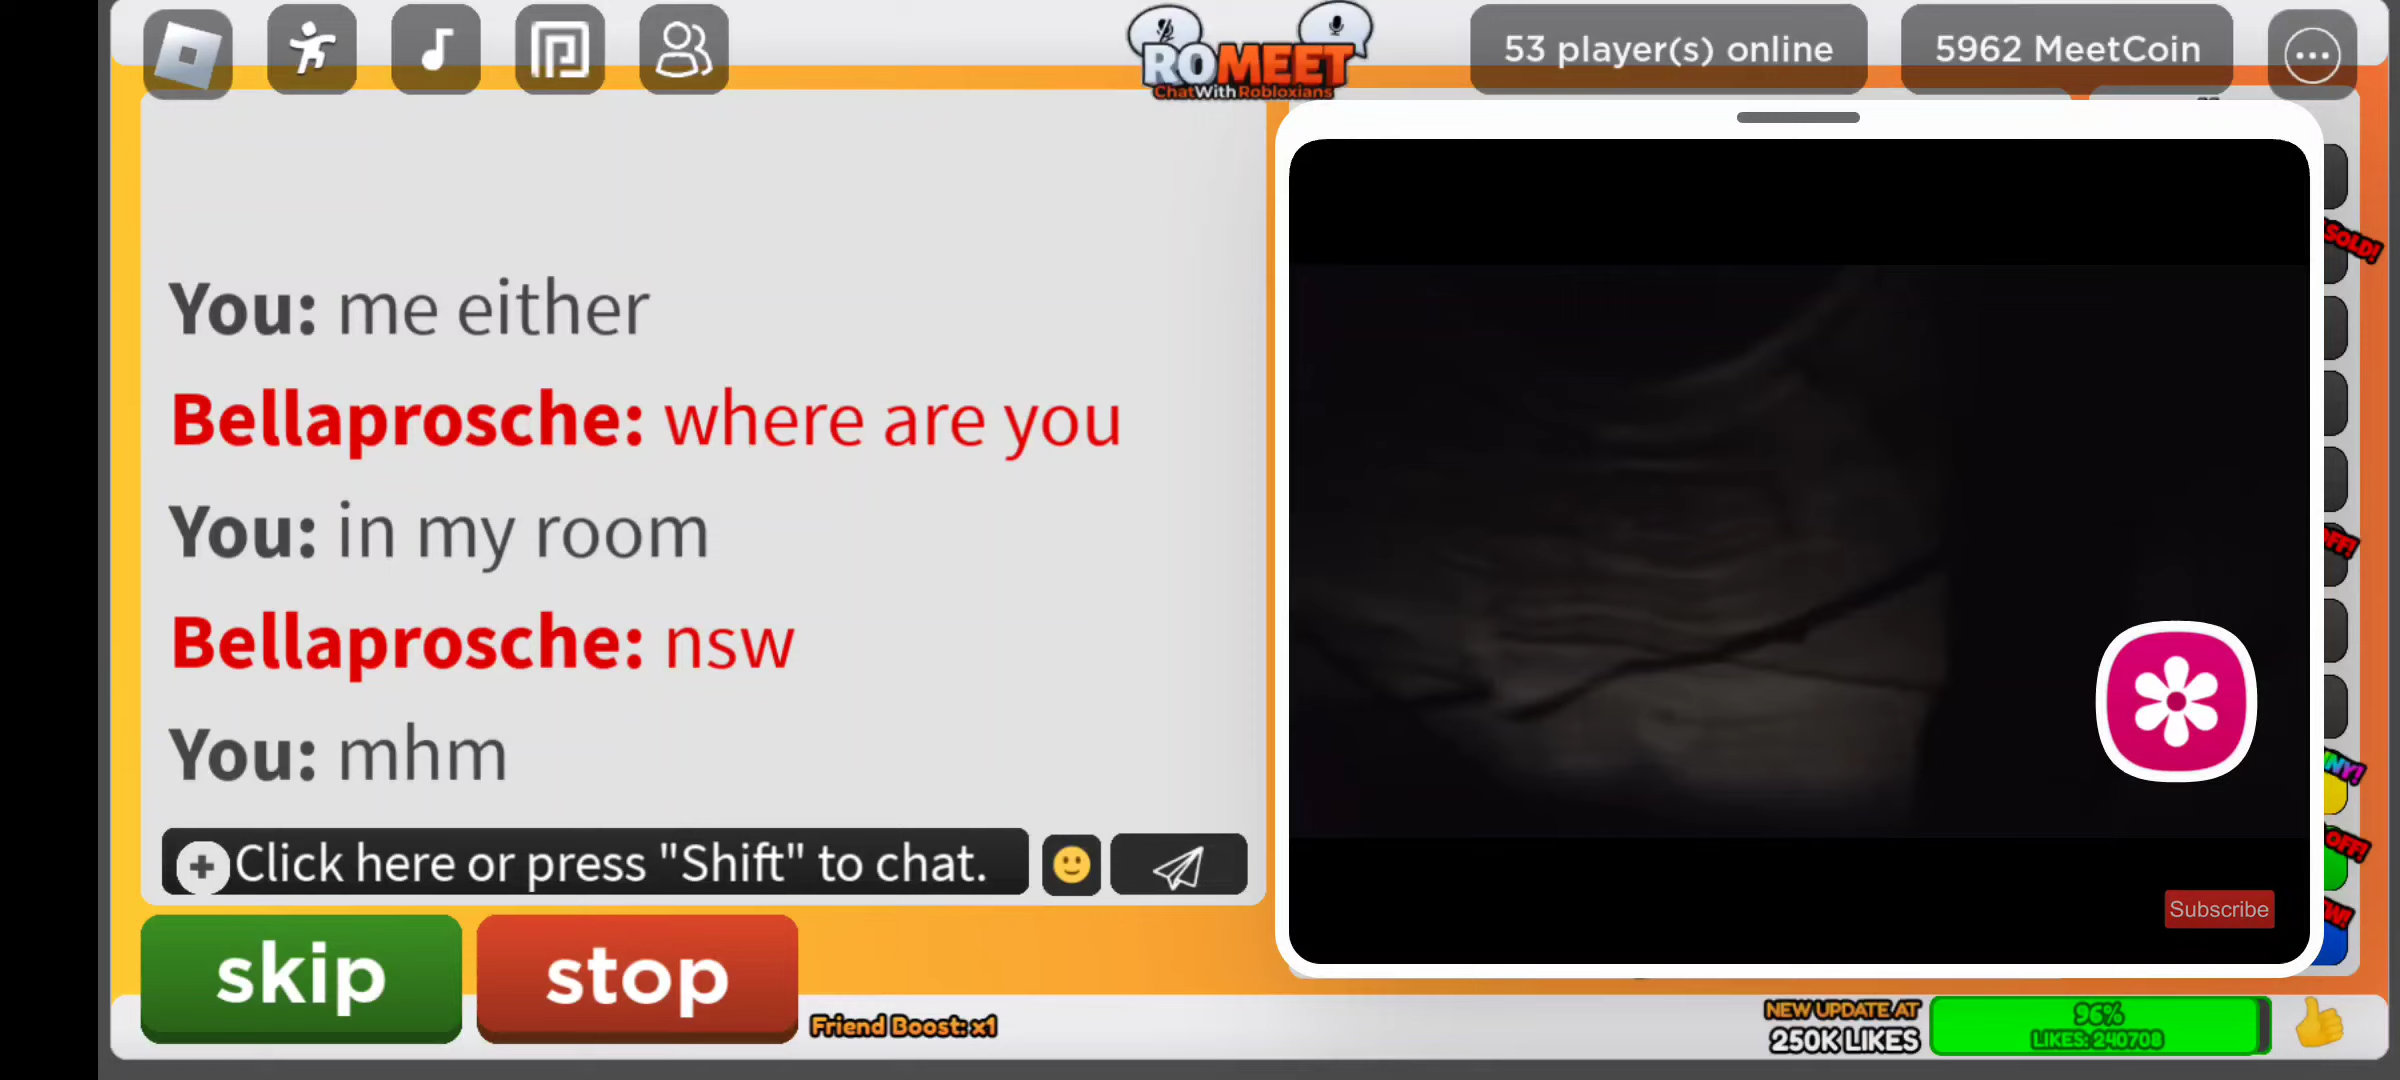 ROMEET
ChatWithRobloxians
53 player(s) online
5962 MeetCoin
You: me either
Bellaprosche: where are you
You: in my room
Bellaprosche: nsw
You: mhm
Click here or press "Shift" to chat.
skip
stop
Friend Boost: x1
SOLD!
OFF!
Subscribe
NEW UPDATE AT
250K LIKES
96%
LIKES: 240708